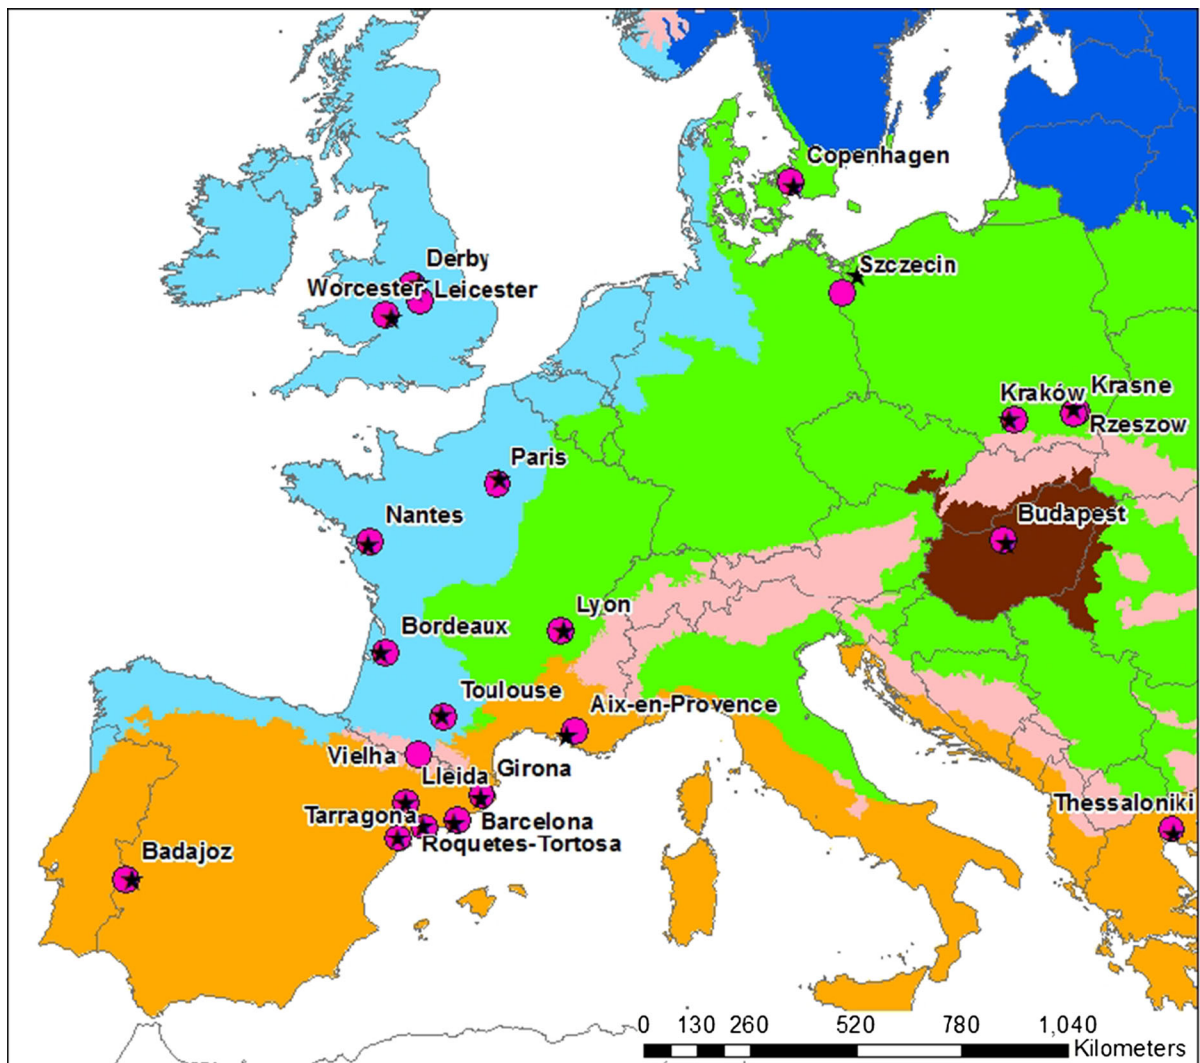 Copenhagen
Szczecin
Derby
Worcester
Leicester
Kraków
Krasne
Rzeszow
Paris
Nantes
Budapest
Lyon
Bordeaux
Toulouse
Aix-en-Provence
Vielha
Lleida
Girona
Tarragona
Barcelona
Roquetes-Tortosa
Thessaloniki
Badajoz
0 130 260 520 780 1,040
Kilometers